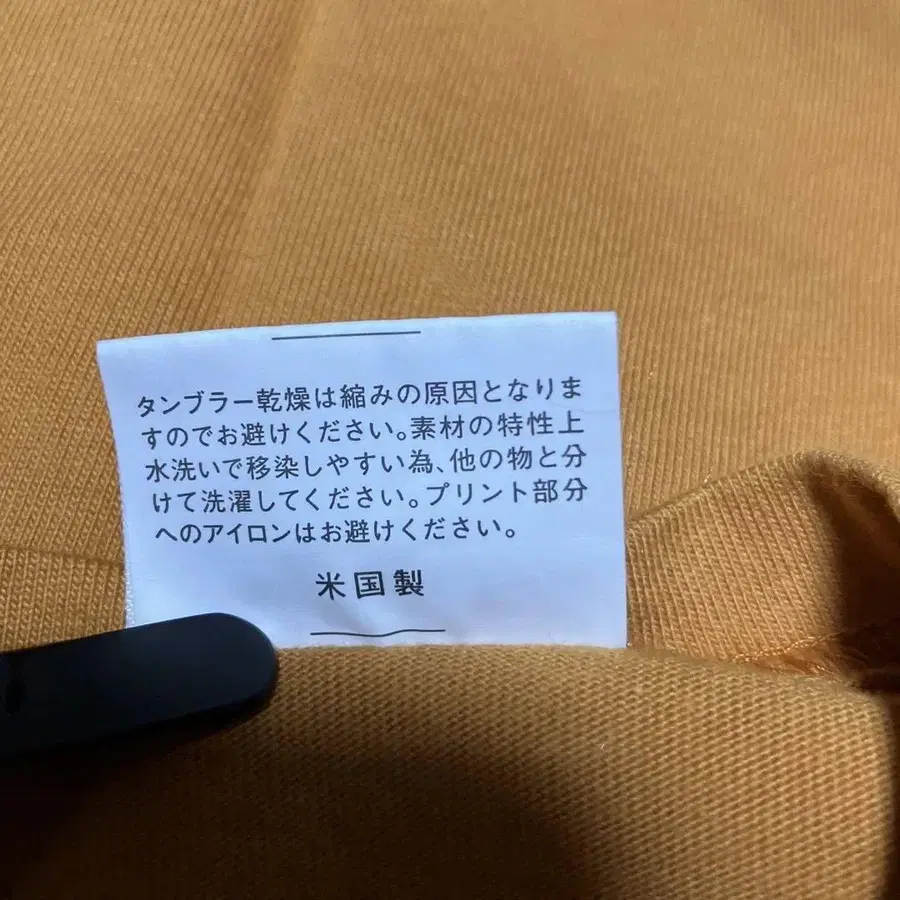 タンブラー乾燥は縮みの原因となりま
すのでお避けください。素材の特性上
水洗いで移染しやすい為、他の物と分
けて洗濯してください。プリント部分
へのアイロンはお避けください。
米国製